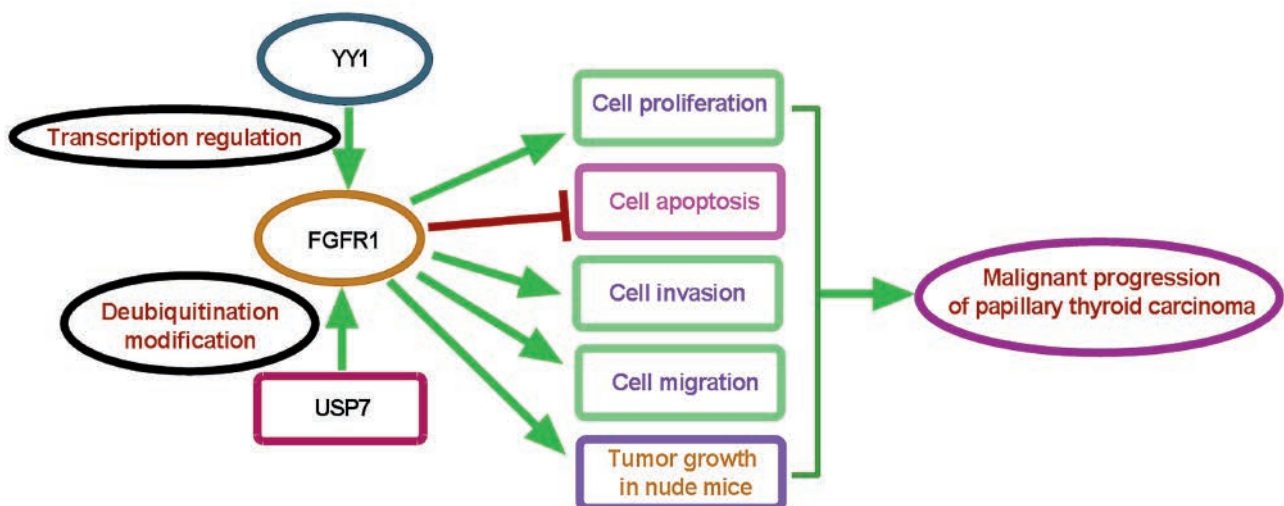 YY1
Transcription regulation
FGFR1
Deubiquitination
modification
USP7
Cell proliferation
Cell apoptosis
Cell invasion
Cell migration
Tumor growth
in nude mice
Malignant progression
of papillary thyroid carcinoma